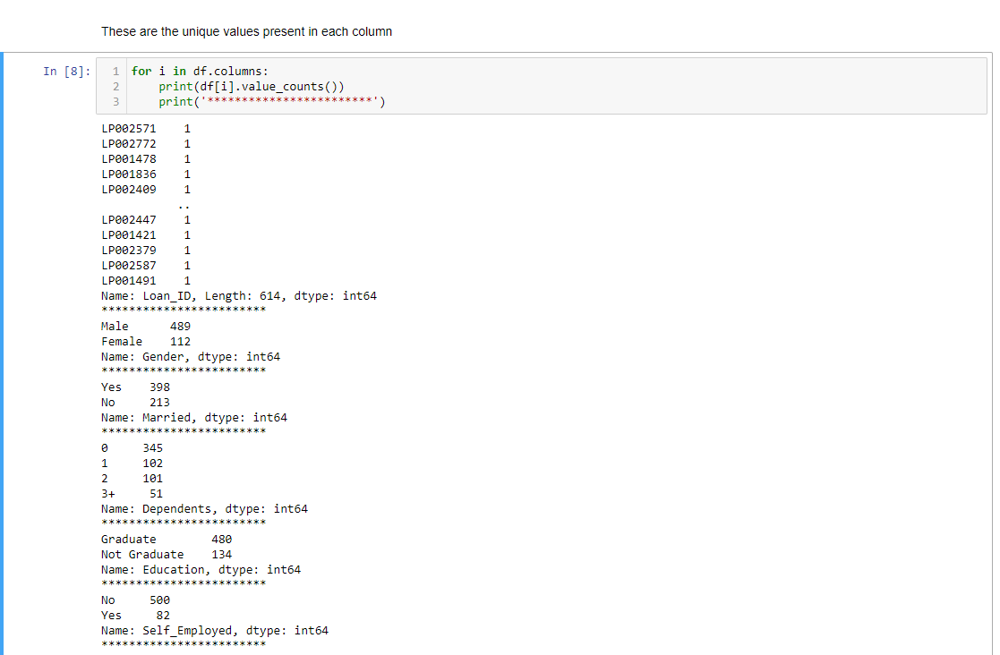 These are the unique values present in each column
In [8]:
1 for i in df.columns:
2     print(df[i].value_counts())
3     print('************************')
LP002571    1
LP002772    1
LP001478    1
LP001836    1
LP002409    1
           ..
LP002447    1
LP001421    1
LP002379    1
LP002587    1
LP001491    1
Name: Loan_ID, Length: 614, dtype: int64
************************
Male      489
Female    112
Name: Gender, dtype: int64
************************
Yes    398
No     213
Name: Married, dtype: int64
************************
0     345
1     102
2     101
3+     51
Name: Dependents, dtype: int64
************************
Graduate        480
Not Graduate    134
Name: Education, dtype: int64
************************
No     500
Yes     82
Name: Self_Employed, dtype: int64
************************